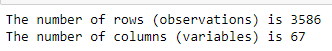 The number of rows (observations) is 3586
The number of columns (variables) is 67